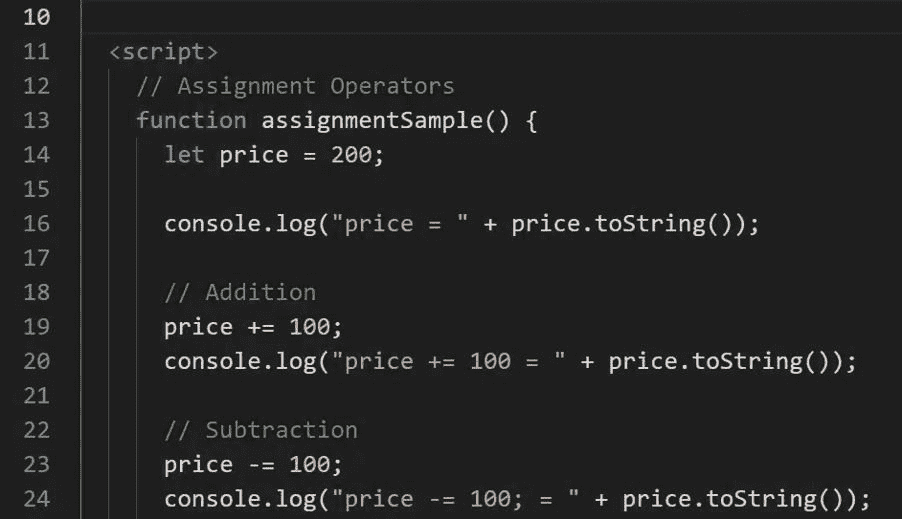 10
11 <script>
12 // Assignment Operators
13 function assignmentSample() {
14 let price = 200;
15
16 console.log("price = " + price.toString());
17
18 // Addition
19 price += 100;
20 console.log("price += 100 = " + price.toString());
21
22 // Subtraction
23 price -= 100;
24 console.log("price -= 100; = " + price.toString());